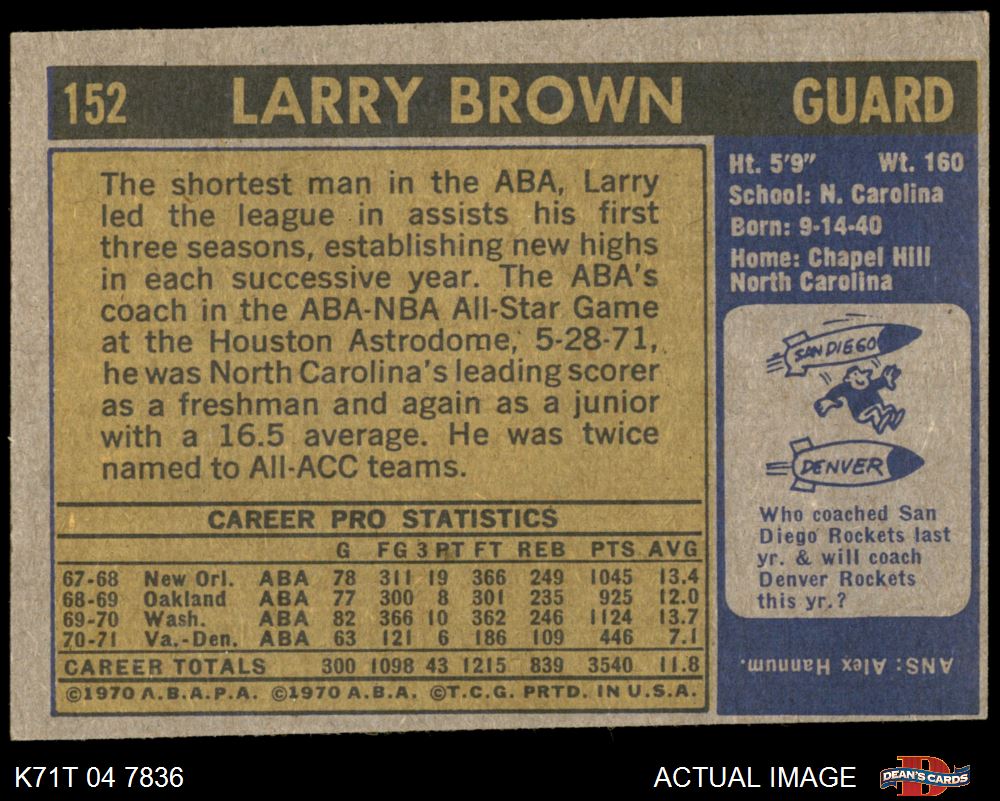 152 LARRY BROWN GUARD
The shortest man in the ABA, Larry
led the league in assists his first
three seasons, establishing new highs
in each successive year. The ABA's
coach in the ABA-NBA All-Star Game
at the Houston Astrodome, 5-28-71,
he was North Carolina's leading scorer
as a freshman and again as a junior
with a 16.5 average. He was twice
named to All-ACC teams.
CAREER PRO STATISTICS
G FG 3 PT FT REB PTS AVG
67-68 New Orl. ABA 78 311 19 366 249 1045 13.4
68-69 Oakland ABA 77 300 8 301 235 925 12.0
69-70 Wash. ABA 82 366 10 362 246 1124 13.7
70-71 Va.-Den. ABA 63 121 6 186 109 446 7.1
CAREER TOTALS 300 1098 43 1215 839 3540 11.8
©1970 A.B.A.P.A. ©1970 A.B.A. ©T.C.G. PRTD. IN U.S.A.
Ht. 5'9" Wt. 160
School: N. Carolina
Born: 9-14-40
Home: Chapel Hill
North Carolina
SAN DIEGO
DENVER
Who coached San
Diego Rockets last
yr. & will coach
Denver Rockets
this yr.?
ANS: Alex Hannum.
K71T 04 7836
ACTUAL IMAGE
D
DEAN'S CARDS